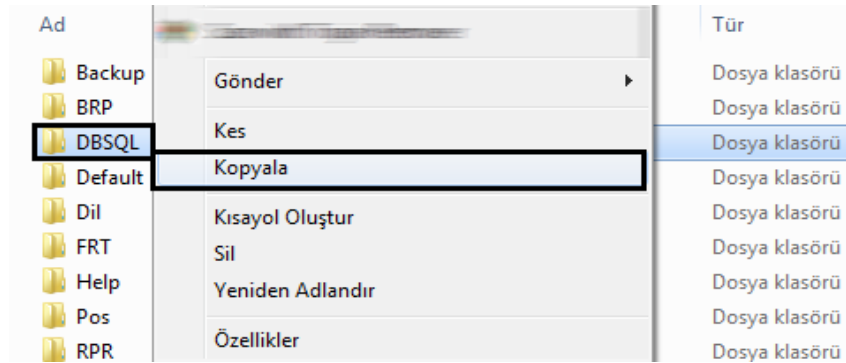 Ad
Tür
Backup
Gönder
Dosya klasörü
BRP
Dosya klasörü
DBSQL
Kes
Dosya klasörü
Default
Kopyala
Dosya klasörü
Dil
Kısayol Oluştur
Dosya klasörü
FRT
Sil
Dosya klasörü
Help
Yeniden Adlandır
Dosya klasörü
Pos
Dosya klasörü
RPR
Özellikler
Dosya klasörü